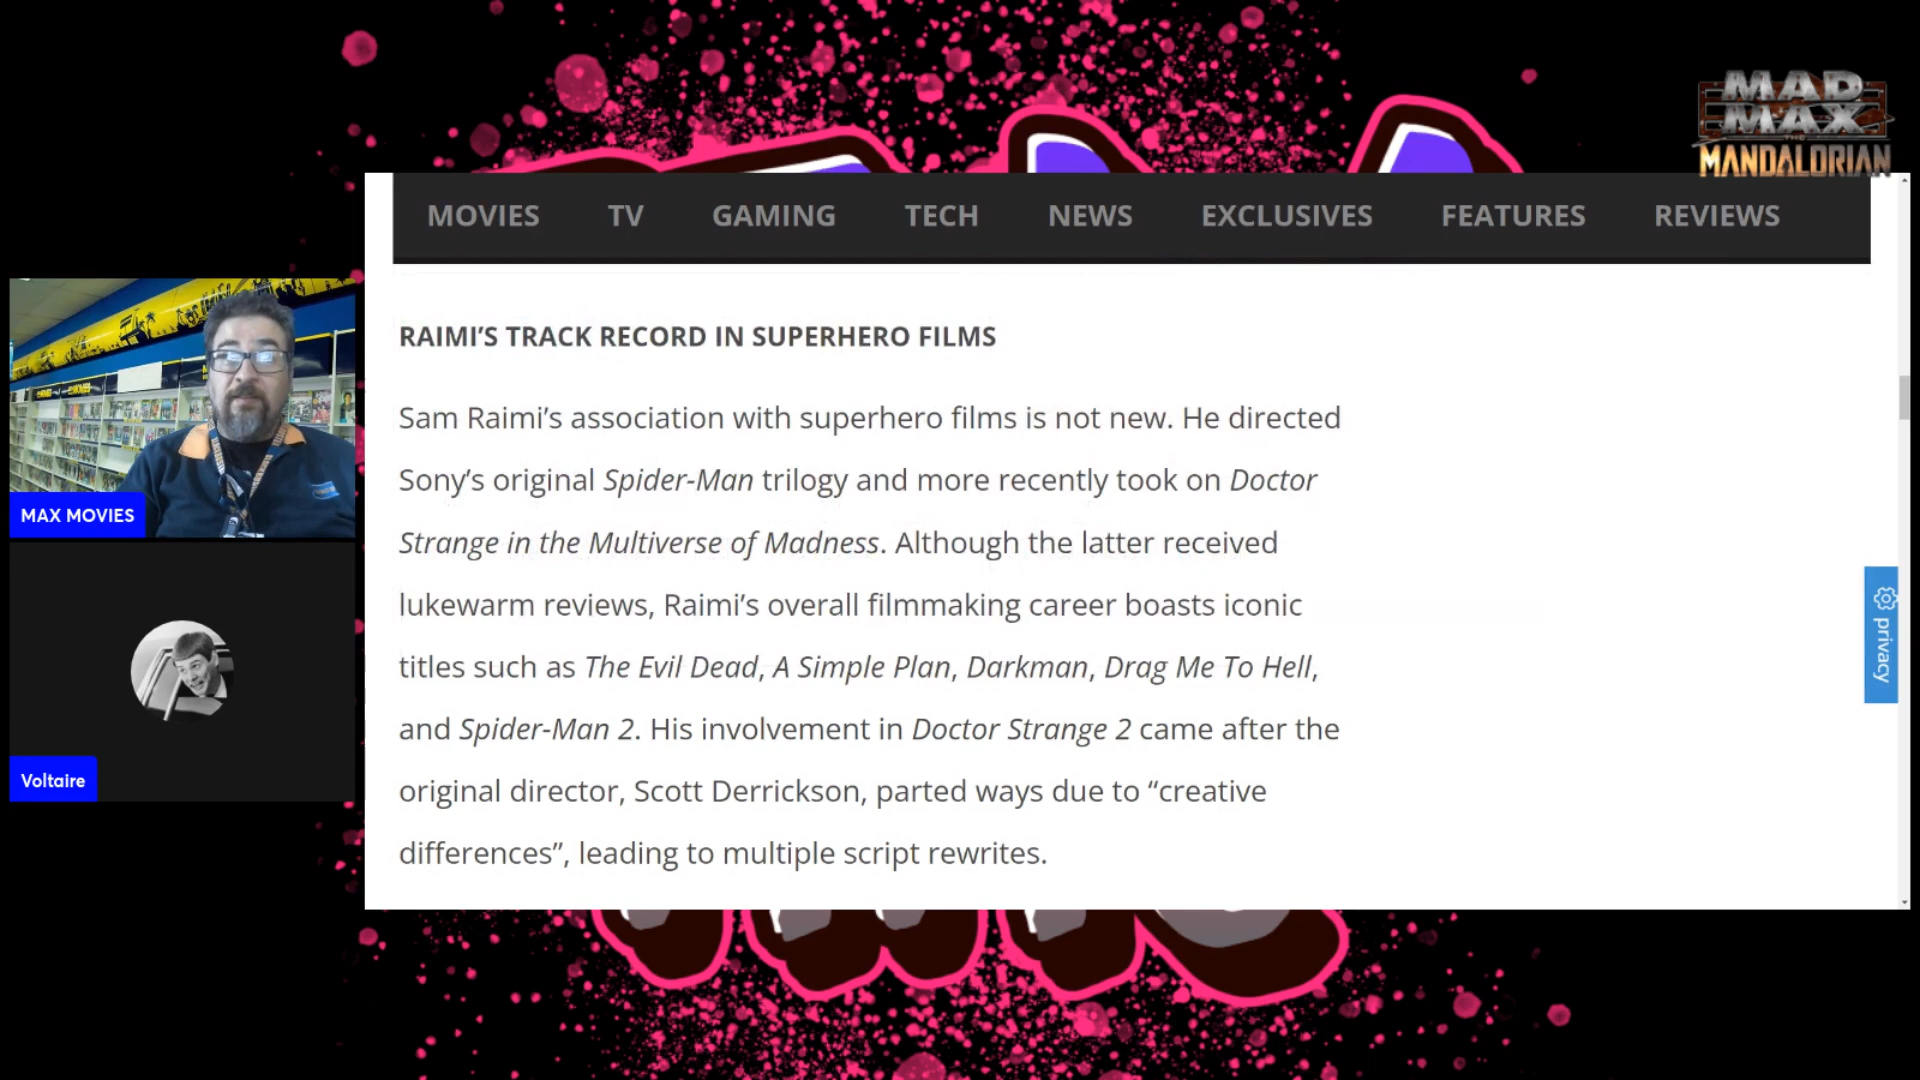 MAD
MAX
THE
MANDALORIAN
MOVIES TV GAMING TECH NEWS EXCLUSIVES FEATURES REVIEWS
RAIMI’S TRACK RECORD IN SUPERHERO FILMS
Sam Raimi’s association with superhero films is not new. He directed
Sony’s original Spider-Man trilogy and more recently took on Doctor
Strange in the Multiverse of Madness. Although the latter received
lukewarm reviews, Raimi’s overall filmmaking career boasts iconic
titles such as The Evil Dead, A Simple Plan, Darkman, Drag Me To Hell,
and Spider-Man 2. His involvement in Doctor Strange 2 came after the
original director, Scott Derrickson, parted ways due to “creative
differences”, leading to multiple script rewrites.
privacy
MAX MOVIES
Voltaire